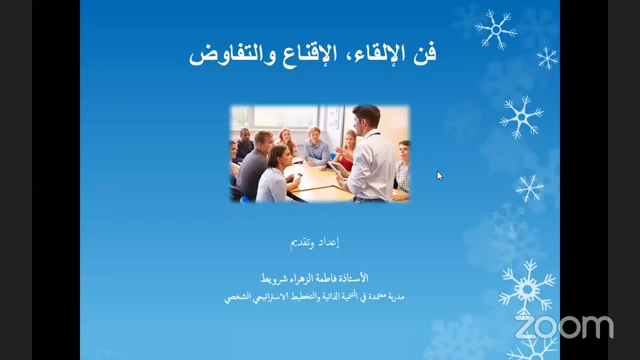 فن الإلقاء، الإقناع والتفاوض
إعداد وتقديم
الأستاذة فاطمة الزهراء شرويط
مدربة معتمدة في التنمية الذاتية والتخطيط الاستراتيجي الشخصي
zoom